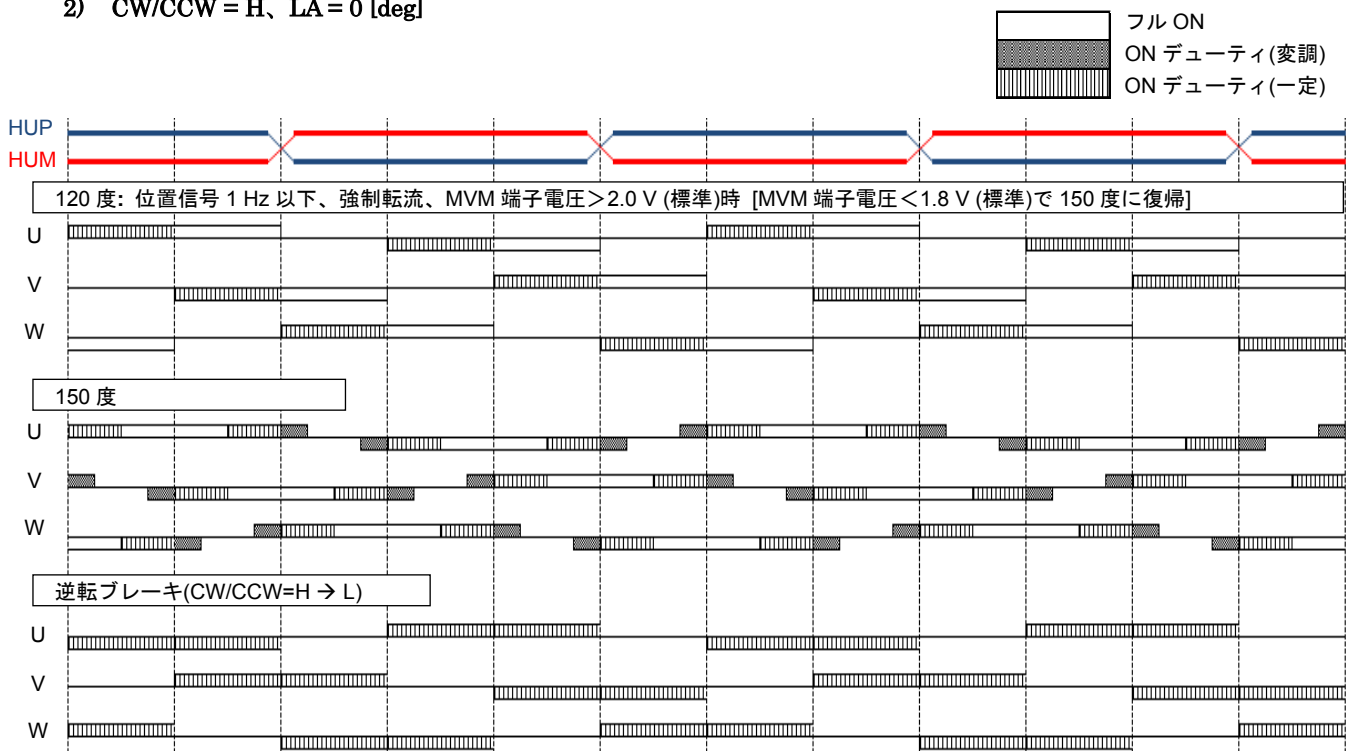 2) CW/CCW = H、LA = 0 [deg]
フル ON
ON デューティ(変調)
ON デューティ(一定)
HUP
HUM
120 度: 位置信号 1 Hz 以下、強制転流、MVM 端子電圧＞2.0 V (標準)時 [MVM 端子電圧＜1.8 V (標準)で 150 度に復帰]
U
V
W
150 度
U
V
W
逆転ブレーキ(CW/CCW=H → L)
U
V
W